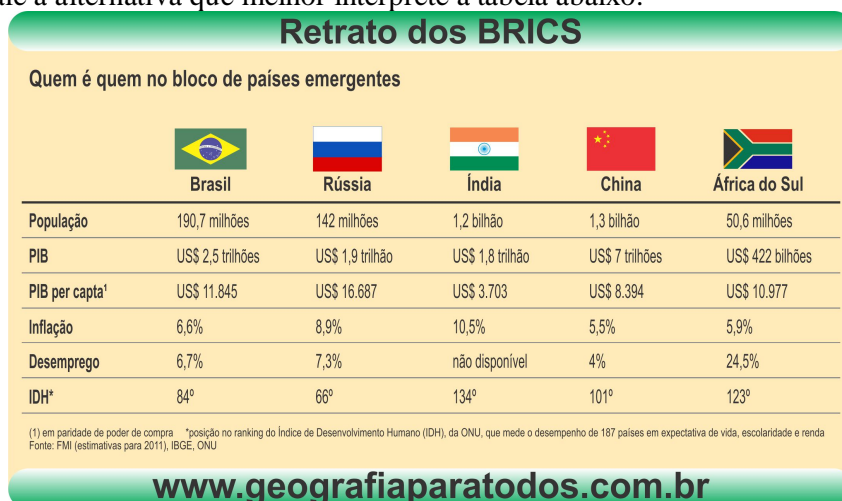 a alternativa que melhor interprete a tabela abaixo.
Retrato dos BRICS
Quem é quem no bloco de países emergentes
Brasil Rússia Índia China África do Sul
População 190,7 milhões 142 milhões 1,2 bilhão 1,3 bilhão 50,6 milhões
PIB US$ 2,5 trilhões US$ 1,9 trilhão US$ 1,8 trilhão US$ 7 trilhões US$ 422 bilhões
PIB per capta¹ US$ 11.845 US$ 16.687 US$ 3.703 US$ 8.394 US$ 10.977
Inflação 6,6% 8,9% 10,5% 5,5% 5,9%
Desemprego 6,7% 7,3% não disponível 4% 24,5%
IDH* 84º 66º 134º 101º 123º
(1) em paridade de poder de compra *posição no ranking do Índice de Desenvolvimento Humano (IDH), da ONU, que mede o desempenho de 187 países em expectativa de vida, escolaridade e renda
Fonte: FMI (estimativas para 2011), IBGE, ONU
www.geografiaparatodos.com.br